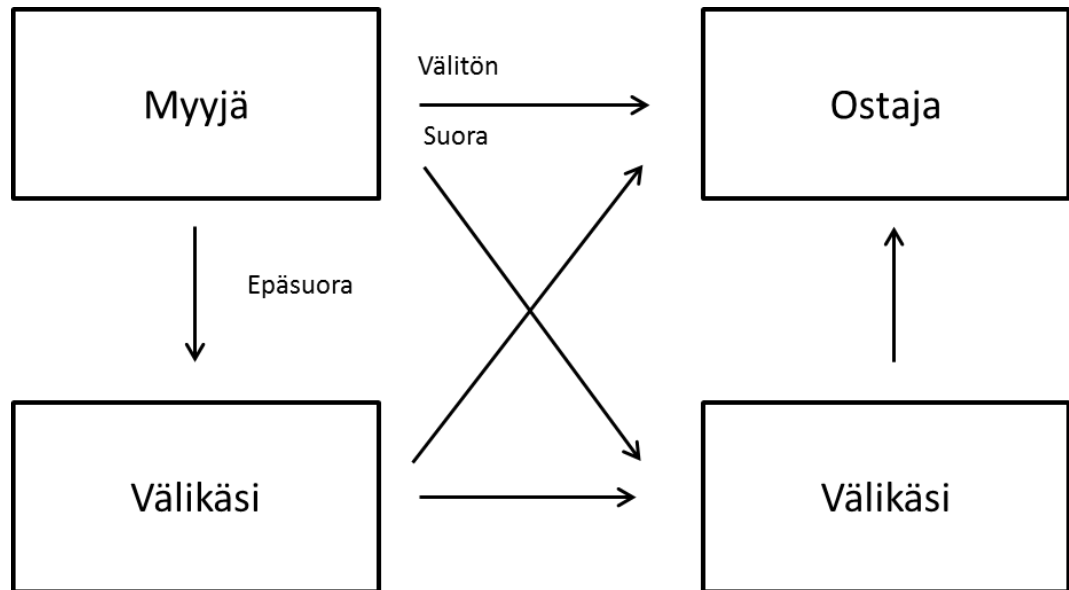 Myyjä
Välitön
Suora
Ostaja
Epäsuora
Välikäsi
Välikäsi